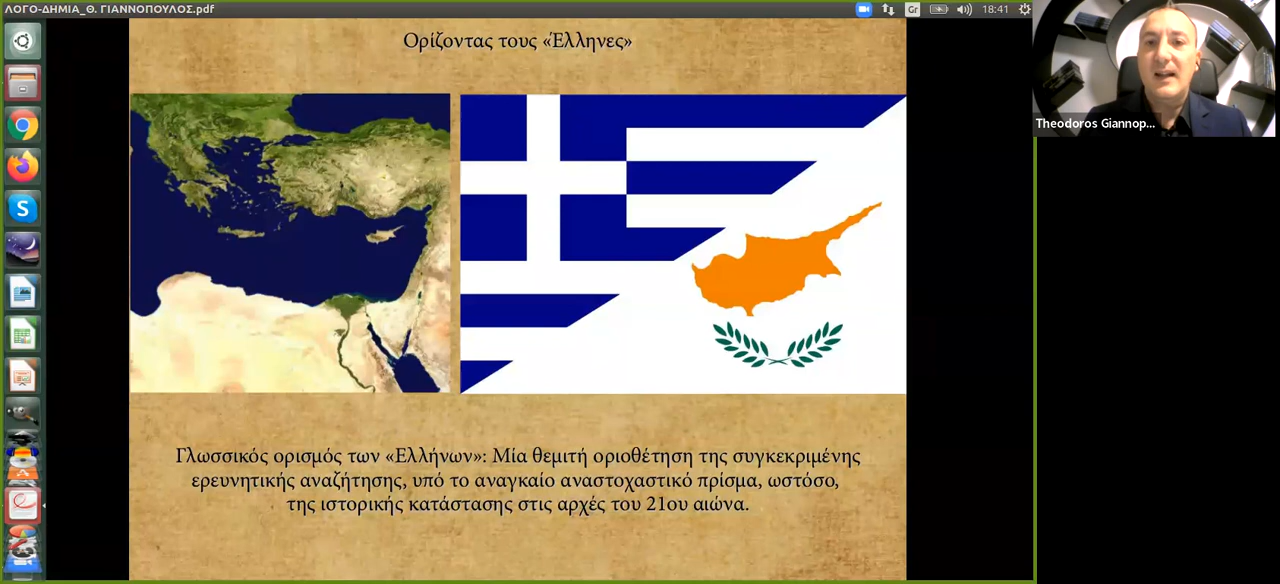 ΛΟΓΟ-ΔΗΜΙΑ_Θ. ΓΙΑΝΝΟΠΟΥΛΟΣ.pdf
Gr
18:41
Ορίζοντας τους «Έλληνες»
Theodoros Giannop...
Γλωσσικός ορισμός των «Ελλήνων»: Μία θεμιτή οριοθέτηση της συγκεκριμένης
ερευνητικής αναζήτησης, υπό το αναγκαίο αναστοχαστικό πρίσμα, ωστόσο,
της ιστορικής κατάστασης στις αρχές του 21ου αιώνα.